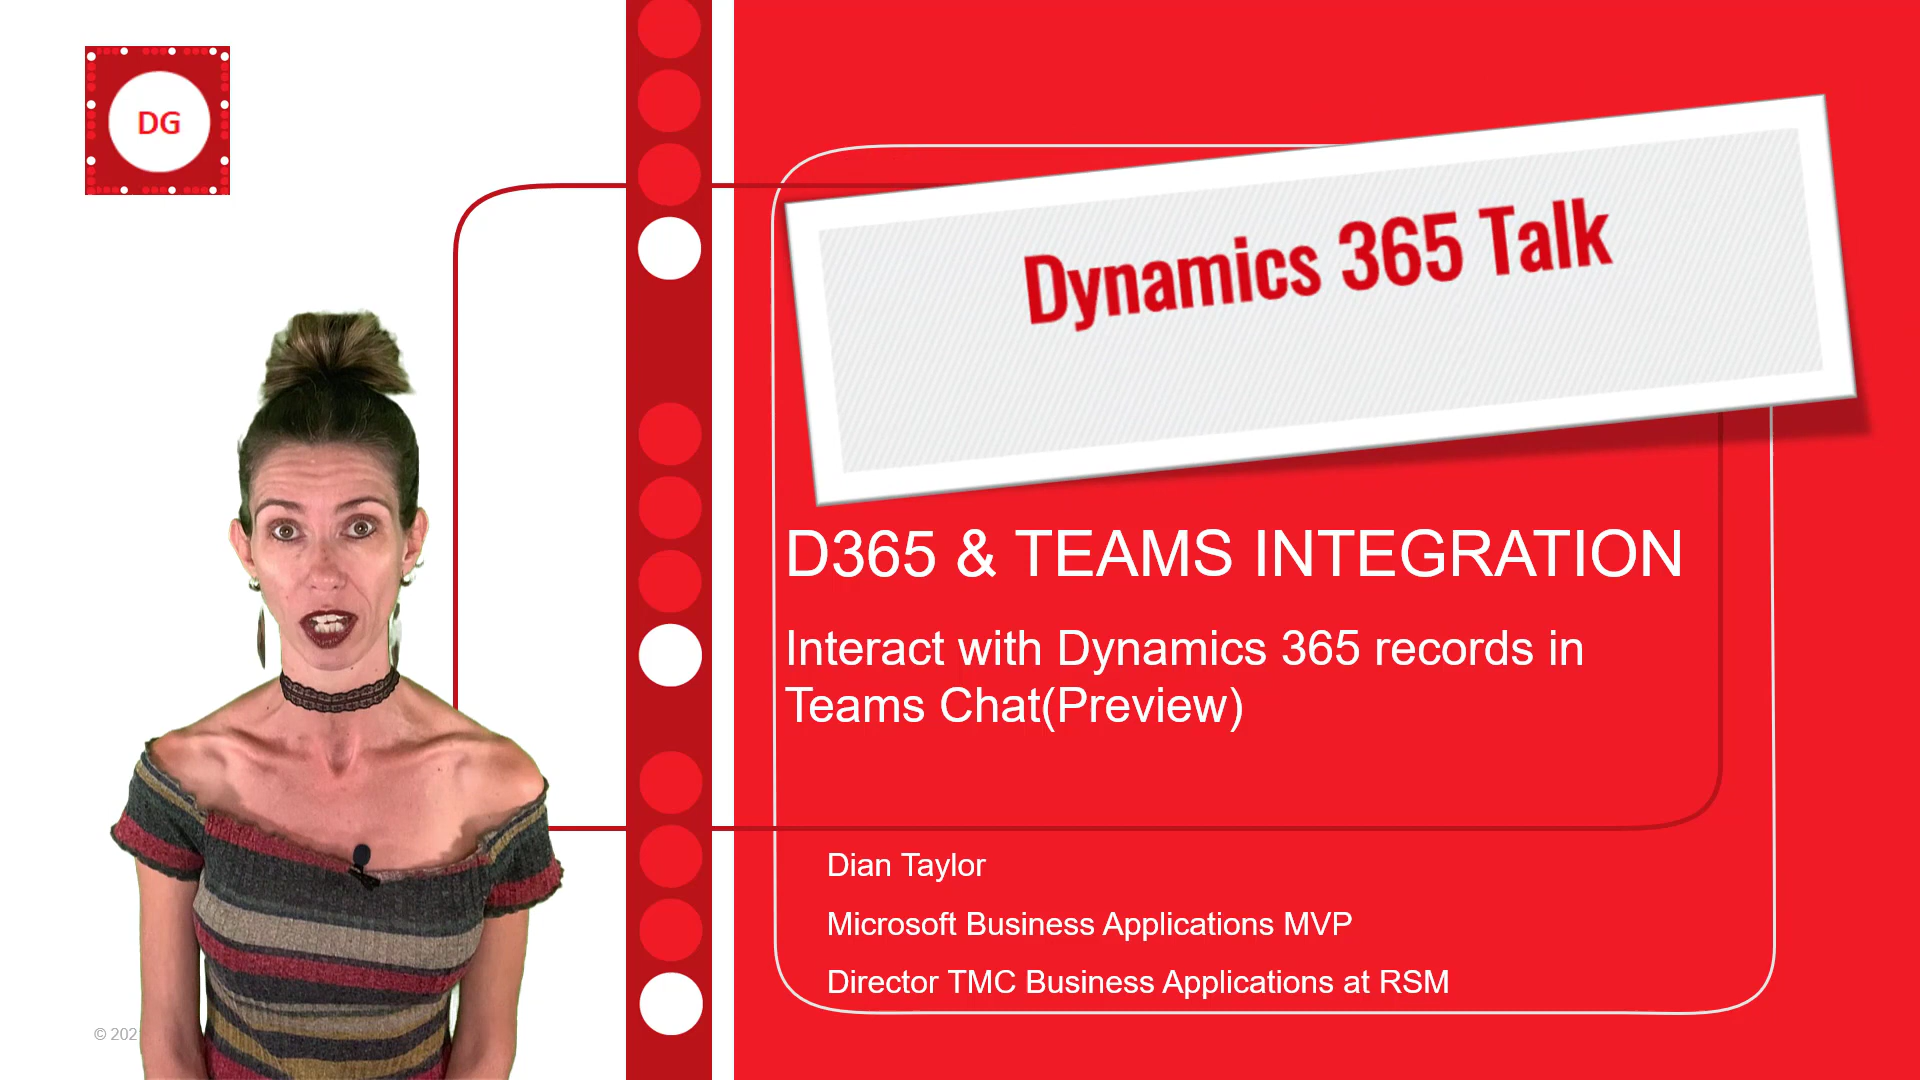 DG
Dynamics 365 Talk
D365 & TEAMS INTEGRATION
Interact with Dynamics 365 records in
Teams Chat(Preview)
Dian Taylor
Microsoft Business Applications MVP
Director TMC Business Applications at RSM
© 202